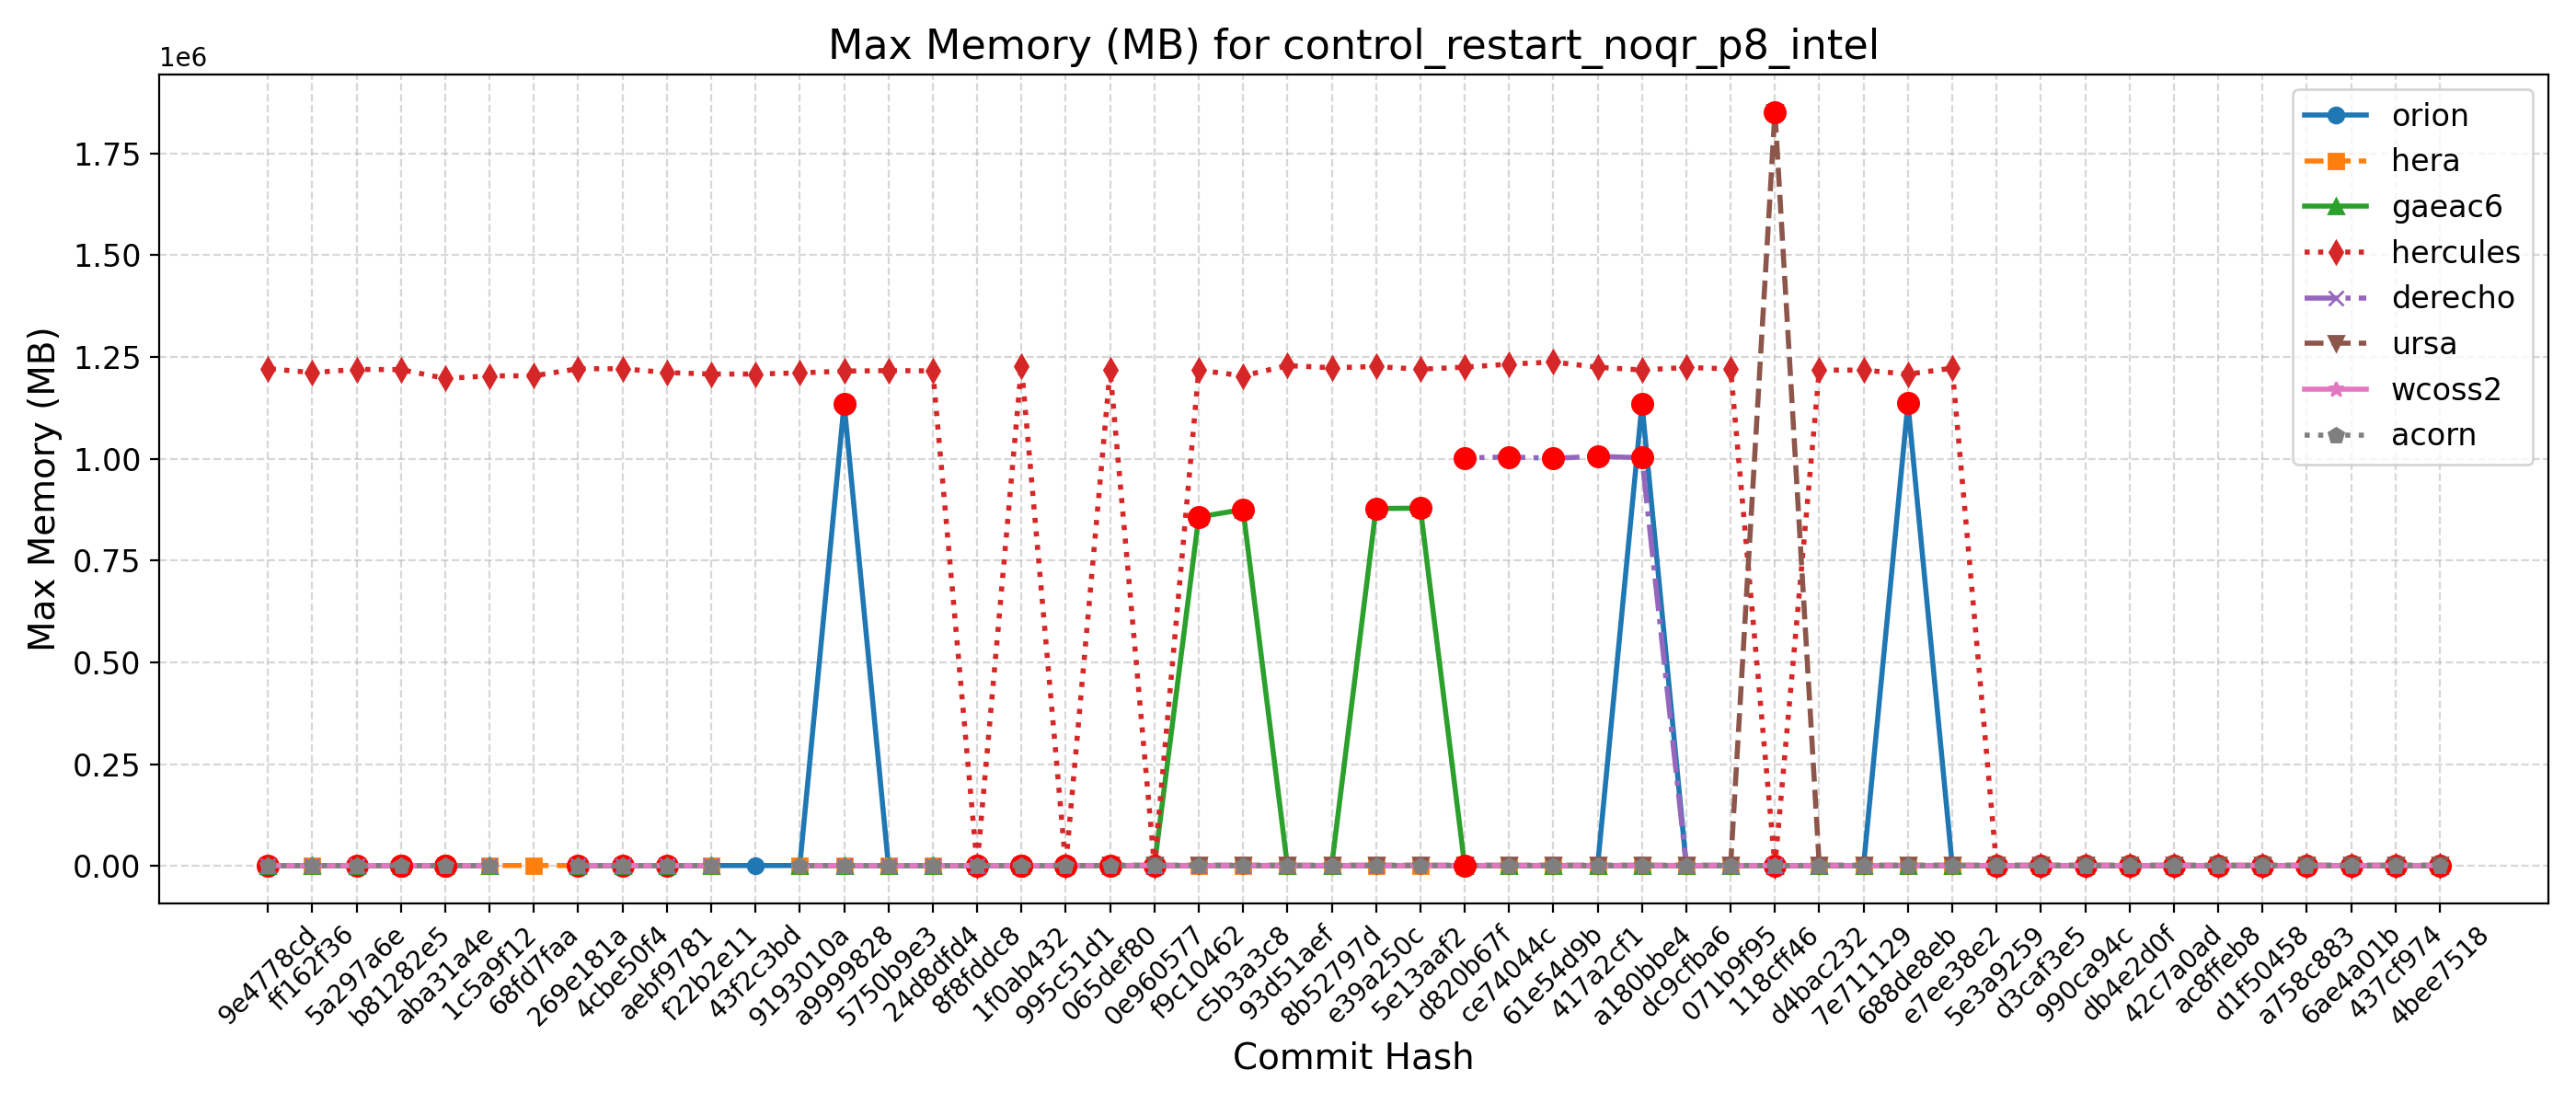 Max Memory (MB) for control_restart_noqr_p8_intel
1e6
1.75
1.50
1.25
1.00
0.75
0.50
0.25
0.00
Max Memory (MB)
orion
hera
gaeac6
hercules
derecho
ursa
wcoss2
acorn
9e4778cd
ff162f36
5a297a6e
b81282e5
aba31a4e
1c5a9f12
68fd7faa
269e181a
4cbe50f4
aebf9781
f22b2e11
43f2c3bd
9193010a
a9999828
5750b9e3
24d8dfd4
8f8fddc8
1f0ab432
995c51d1
065def80
0e960577
f9c10462
c5b3a3c8
93d51aef
8b52797d
e39a250c
5e13aaf2
d820b67f
ce74044c
61e54d9b
417a2cf1
a180bbe4
dc9cfba6
071b9f95
118cff46
d4bac232
7e711129
688de8eb
e7ee38e2
5e3a9259
d3caf3e5
990ca94c
db4e2d0f
42c7a0ad
ac8ffeb8
d1f50458
a758c883
6ae4a01b
437cf974
4bee7518
Commit Hash